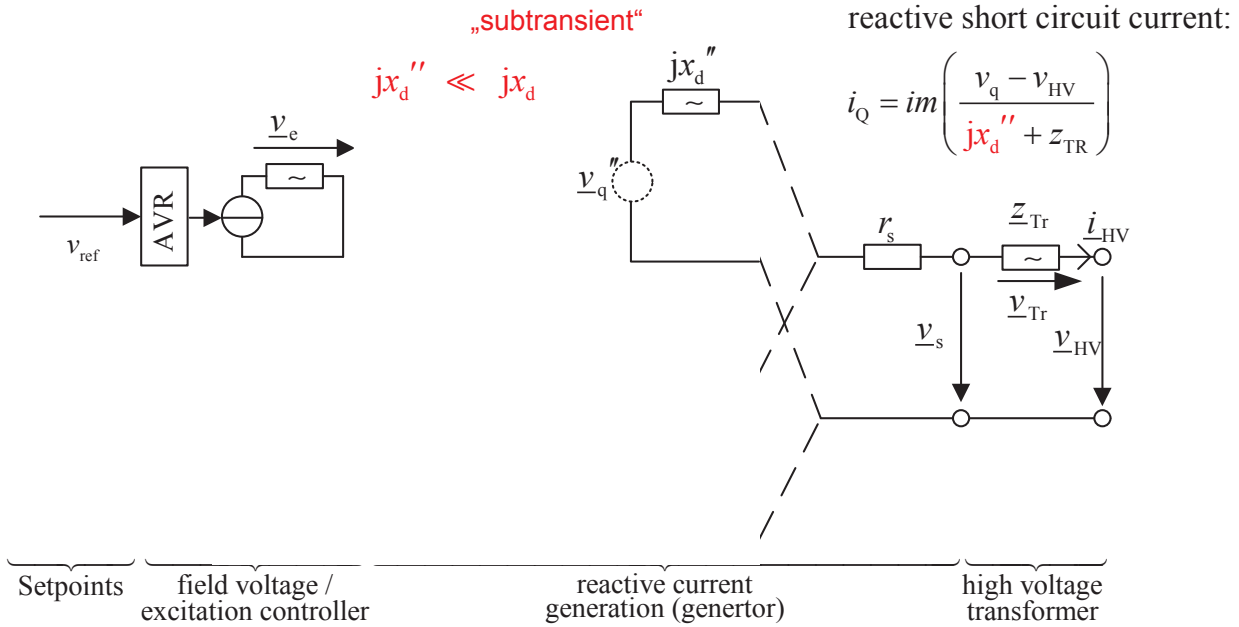 „subtransient“
reactive short circuit current:
jx_d'' ≪ jx_d
jx_d''
i_Q = im( (v_q − v_HV) / (jx_d'' + z_TR) )
v_e
~
~
v_q''
AVR
v_ref
r_s
z_Tr
i_HV
~
v_Tr
v_s
v_HV
Setpoints
field voltage /
excitation controller
reactive current
generation (genertor)
high voltage
transformer